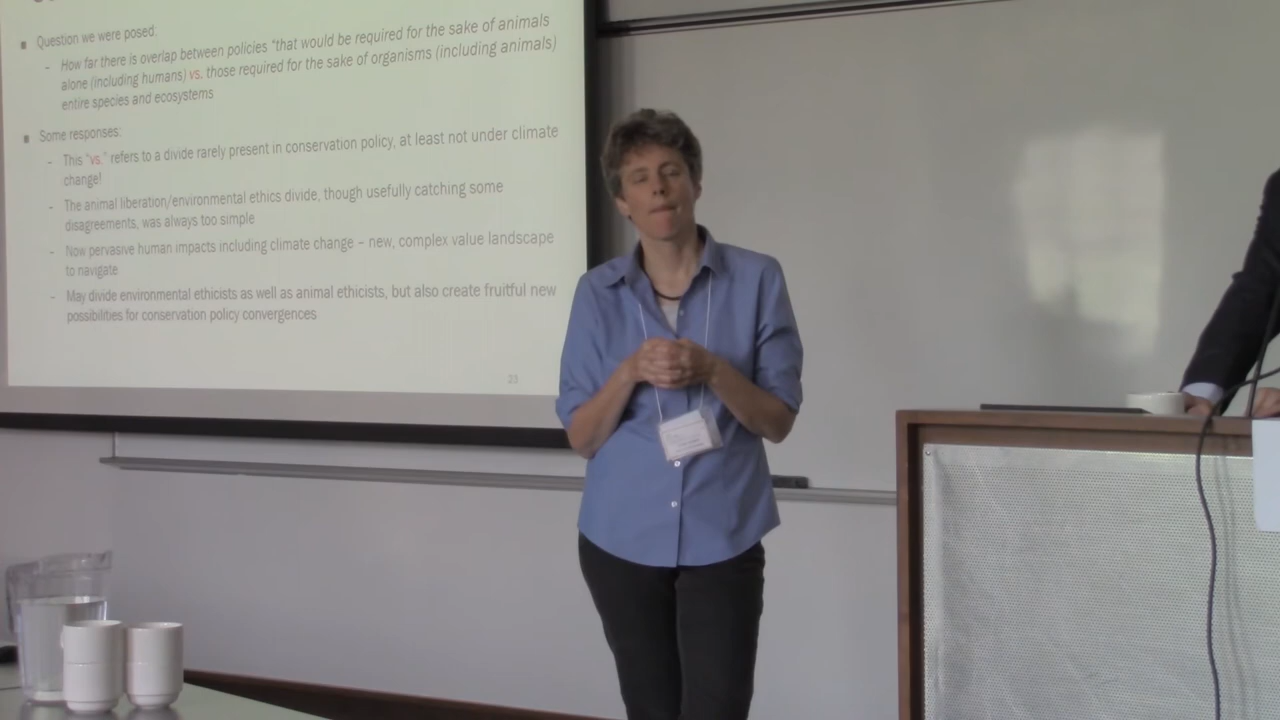 Question we were posed:
- How far there is overlap between policies "that would be required for the sake of animals
alone (including humans) vs. those required for the sake of organisms (including animals)
entire species and ecosystems
Some responses:
- This "vs." refers to a divide rarely present in conservation policy, at least not under climate
change!
- The animal liberation/environmental ethics divide, though usefully catching some
disagreements, was always too simple
- Now pervasive human impacts including climate change – new, complex value landscape
to navigate
- May divide environmental ethicists as well as animal ethicists, but also create fruitful new
possibilities for conservation policy convergences
23